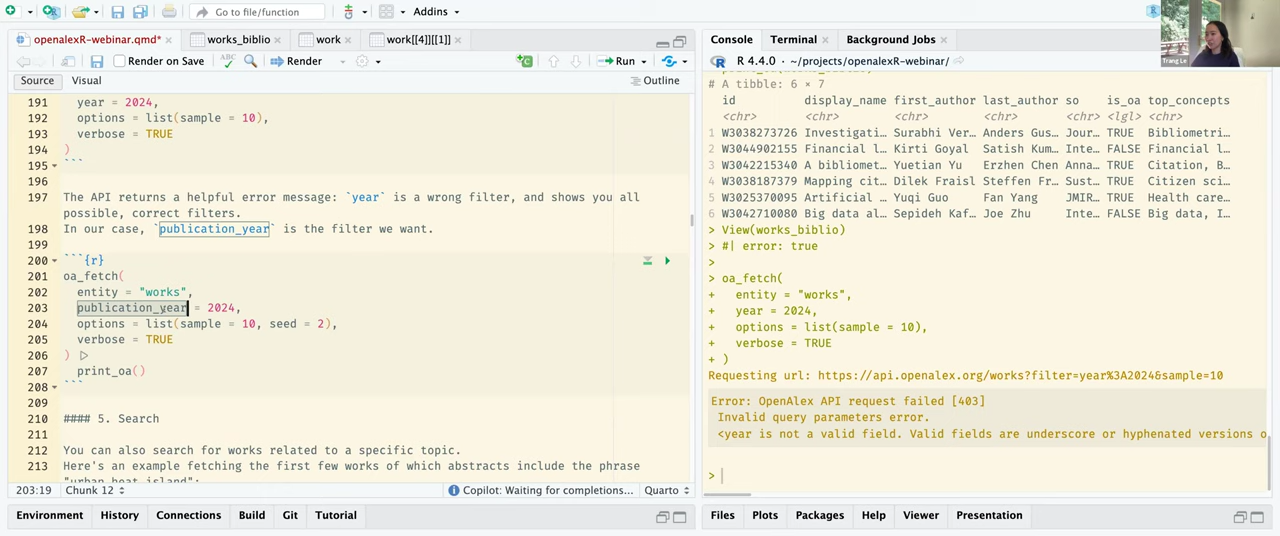 Go to file/function
Addins
openalexR-webinar.qmd*
works_biblio
work
work[[4]][[1]]
Render on Save
ABC
Render
Run
Source
Visual
Outline
191 year = 2024,
192 options = list(sample = 10),
193 verbose = TRUE
194 )
195 ```
196
197 The API returns a helpful error message: `year` is a wrong filter, and shows you all
possible, correct filters.
198 In our case, `publication_year` is the filter we want.
199
200 ```{r}
201 oa_fetch(
202 entity = "works",
203 publication_year = 2024,
204 options = list(sample = 10, seed = 2),
205 verbose = TRUE
206 ) |>
207 print_oa()
208 ```
209
210 #### 5. Search
211
212 You can also search for works related to a specific topic.
213 Here's an example fetching the first few works of which abstracts include the phrase
"urban heat island":
203:19 Chunk 12
Copilot: Waiting for completions...
Quarto
Environment History Connections Build Git Tutorial
Console Terminal Background Jobs
R 4.4.0 · ~/projects/openalexR-webinar/
# A tibble: 6 × 7
id display_name first_author last_author so is_oa top_concepts
<chr> <chr> <chr> <chr> <chr> <lgl> <chr>
1 W3038273726 Investigati… Surabhi Ver… Anders Gus… Jour… TRUE Bibliometri…
2 W3044902155 Financial l… Kirti Goyal Satish Kum… Inte… FALSE Financial l…
3 W3042215340 A bibliomet… Yuetian Yu Erzhen Chen Anna… TRUE Citation, B…
4 W3038187379 Mapping cit… Dilek Fraisl Steffen Fr… Sust… TRUE Citizen sci…
5 W3025370095 Artificial … Yuqi Guo Fan Yang JMIR… TRUE Health care…
6 W3042710080 Big data al… Sepideh Kaf… Joe Zhu Inte… FALSE Big data, I…
> View(works_biblio)
> #| error: true
>
> oa_fetch(
+ entity = "works",
+ year = 2024,
+ options = list(sample = 10),
+ verbose = TRUE
+ )
Requesting url: https://api.openalex.org/works?filter=year%3A2024&sample=10
Error: OpenAlex API request failed [403]
Invalid query parameters error.
<year is not a valid field. Valid fields are underscore or hyphenated versions o
>
Files Plots Packages Help Viewer Presentation
Trang Le